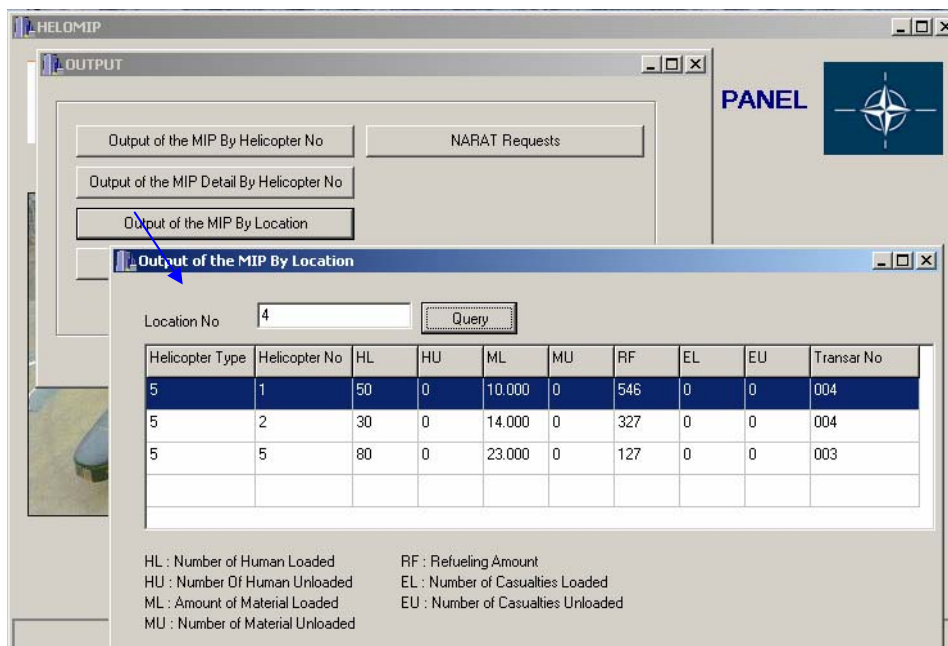 HELOMIP
OUTPUT
PANEL
Output of the MIP By Helicopter No
NARAT Requests
Output of the MIP Detail By Helicopter No
Output of the MIP By Location
Output of the MIP By Location
Location No 4 Query
Helicopter Type Helicopter No HL HU ML MU RF EL EU Transar No
5 1 50 0 10.000 0 546 0 0 004
5 2 30 0 14.000 0 327 0 0 004
5 5 80 0 23.000 0 127 0 0 003
HL : Number of Human Loaded RF : Refueling Amount
HU : Number Of Human Unloaded EL : Number of Casualties Loaded
ML : Amount of Material Loaded EU : Number of Casualties Unloaded
MU : Number of Material Unloaded